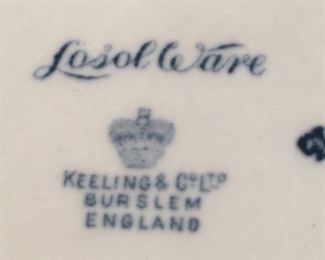 Losol Ware
KEELING & Co LTD
BURSLEM
ENGLAND